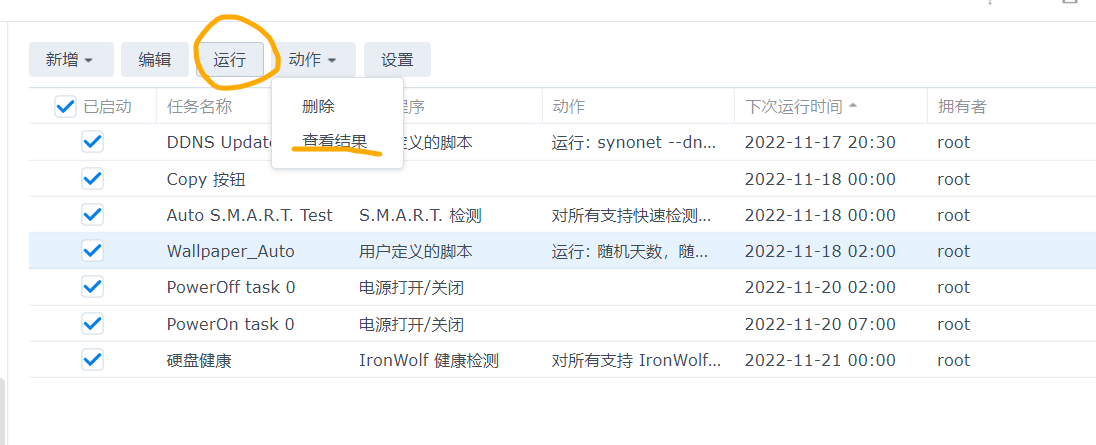 新增 编辑 运行 动作 设置
已启动 任务名称 程序 动作 下次运行时间 拥有者
删除
查看结果
DDNS Update 定义的脚本 运行: synonet --dn... 2022-11-17 20:30 root
Copy 按钮 2022-11-18 00:00 root
Auto S.M.A.R.T. Test S.M.A.R.T. 检测 对所有支持快速检测... 2022-11-18 00:00 root
Wallpaper_Auto 用户定义的脚本 运行: 随机天数，随... 2022-11-18 02:00 root
PowerOff task 0 电源打开/关闭 2022-11-20 02:00 root
PowerOn task 0 电源打开/关闭 2022-11-20 07:00 root
硬盘健康 IronWolf 健康检测 对所有支持 IronWolf... 2022-11-21 00:00 root